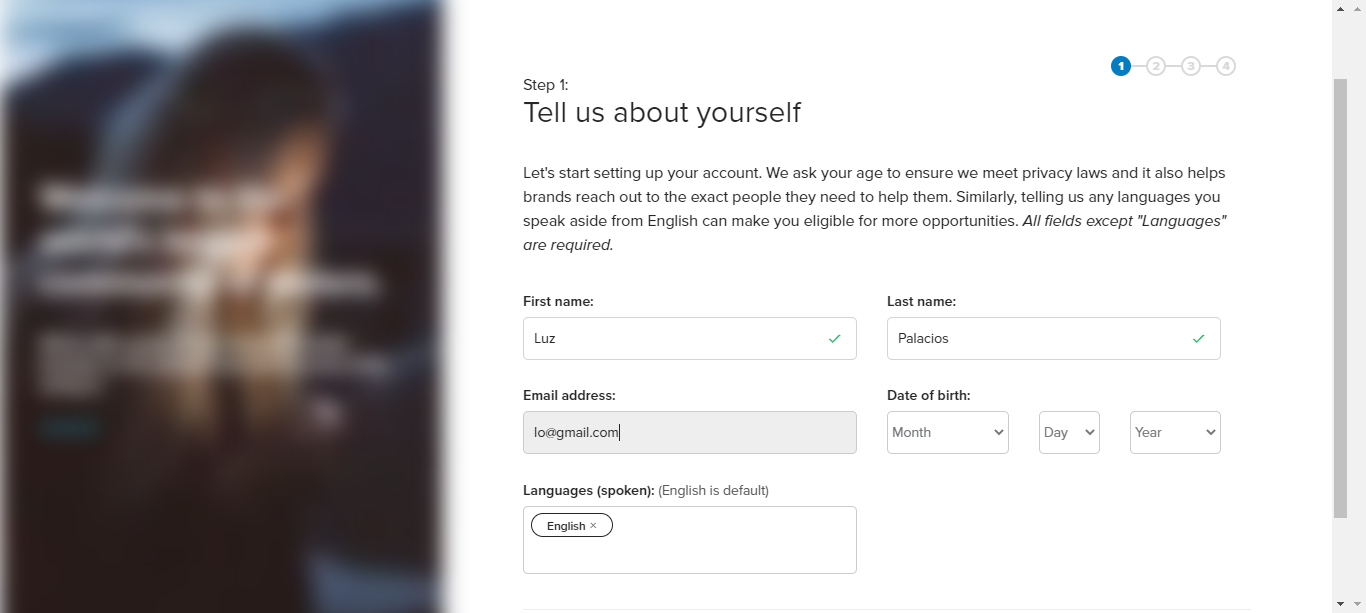 1 2 3 4
Step 1:
Tell us about yourself
Let's start setting up your account. We ask your age to ensure we meet privacy laws and it also helps
brands reach out to the exact people they need to help them. Similarly, telling us any languages you
speak aside from English can make you eligible for more opportunities. All fields except "Languages"
are required.
First name: Last name:
Luz Palacios
Email address: Date of birth:
lo@gmail.com Month Day Year
Languages (spoken): (English is default)
English ×